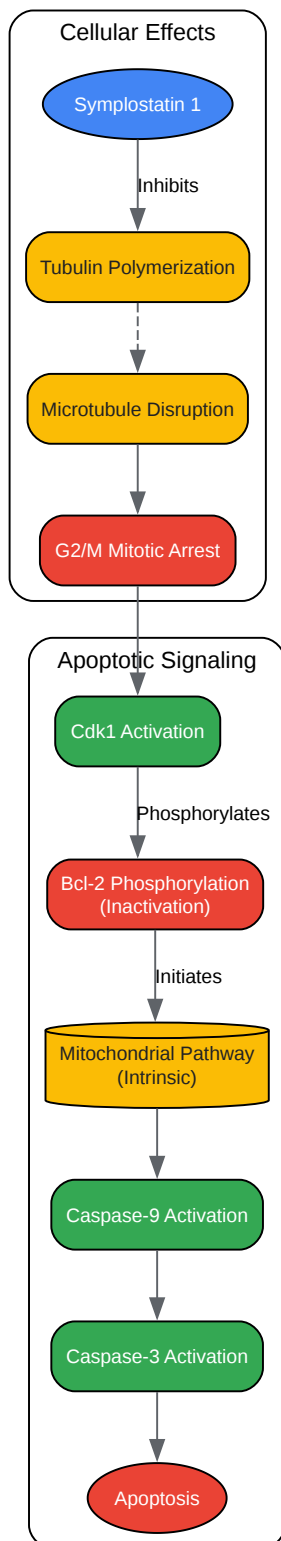 Cellular Effects
Symplostatin 1
Inhibits
Tubulin Polymerization
Microtubule Disruption
G2/M Mitotic Arrest
Apoptotic Signaling
Cdk1 Activation
Phosphorylates
Bcl-2 Phosphorylation
(Inactivation)
Initiates
Mitochondrial Pathway
(Intrinsic)
Caspase-9 Activation
Caspase-3 Activation
Apoptosis